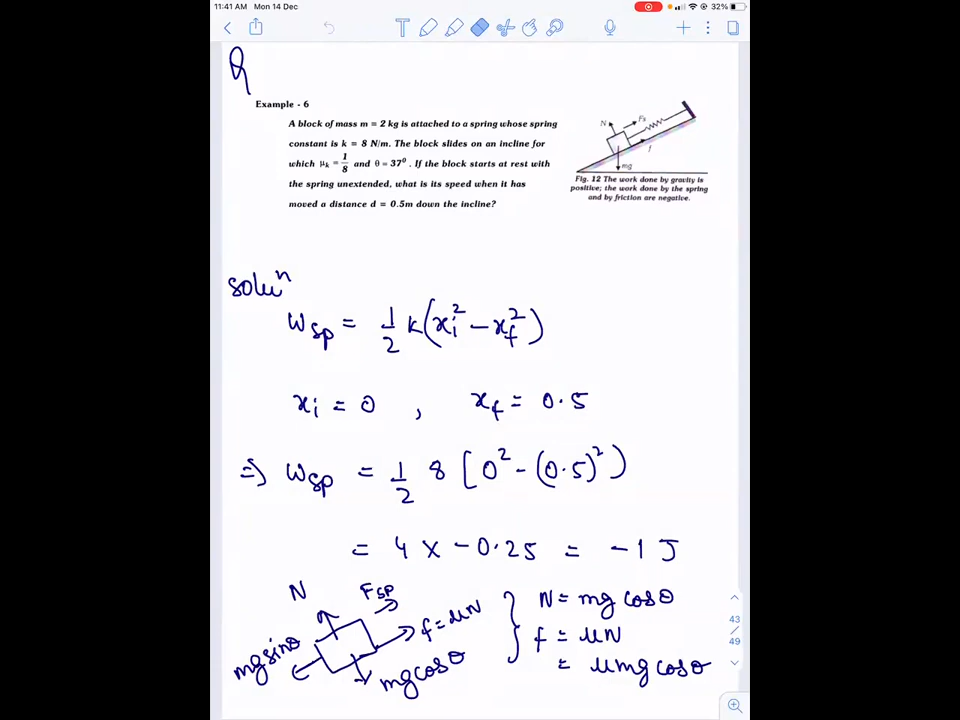 11:41 AM Mon 14 Dec
32%
Q
Example - 6
A block of mass m = 2 kg is attached to a spring whose spring
constant is k = 8 N/m. The block slides on an incline for
which μk = 1/8 and θ = 37°. If the block starts at rest with
the spring unextended, what is its speed when it has
moved a distance d = 0.5m down the incline?
N
Fs
f
mg
Fig. 12 The work done by gravity is
positive; the work done by the spring
and by friction are negative.
soluⁿ
Wsp = 1/2 k(xi² - xf²)
xi = 0 , xf = 0.5
⇒ Wsp = 1/2 8 [0² - (0.5)²)
= 4 x - 0.25 = -1 J
N
Fsp
f = μN
mg sinθ
mg cosθ
N = mg cosθ
f = μN
= μmg cosθ
43
/
49